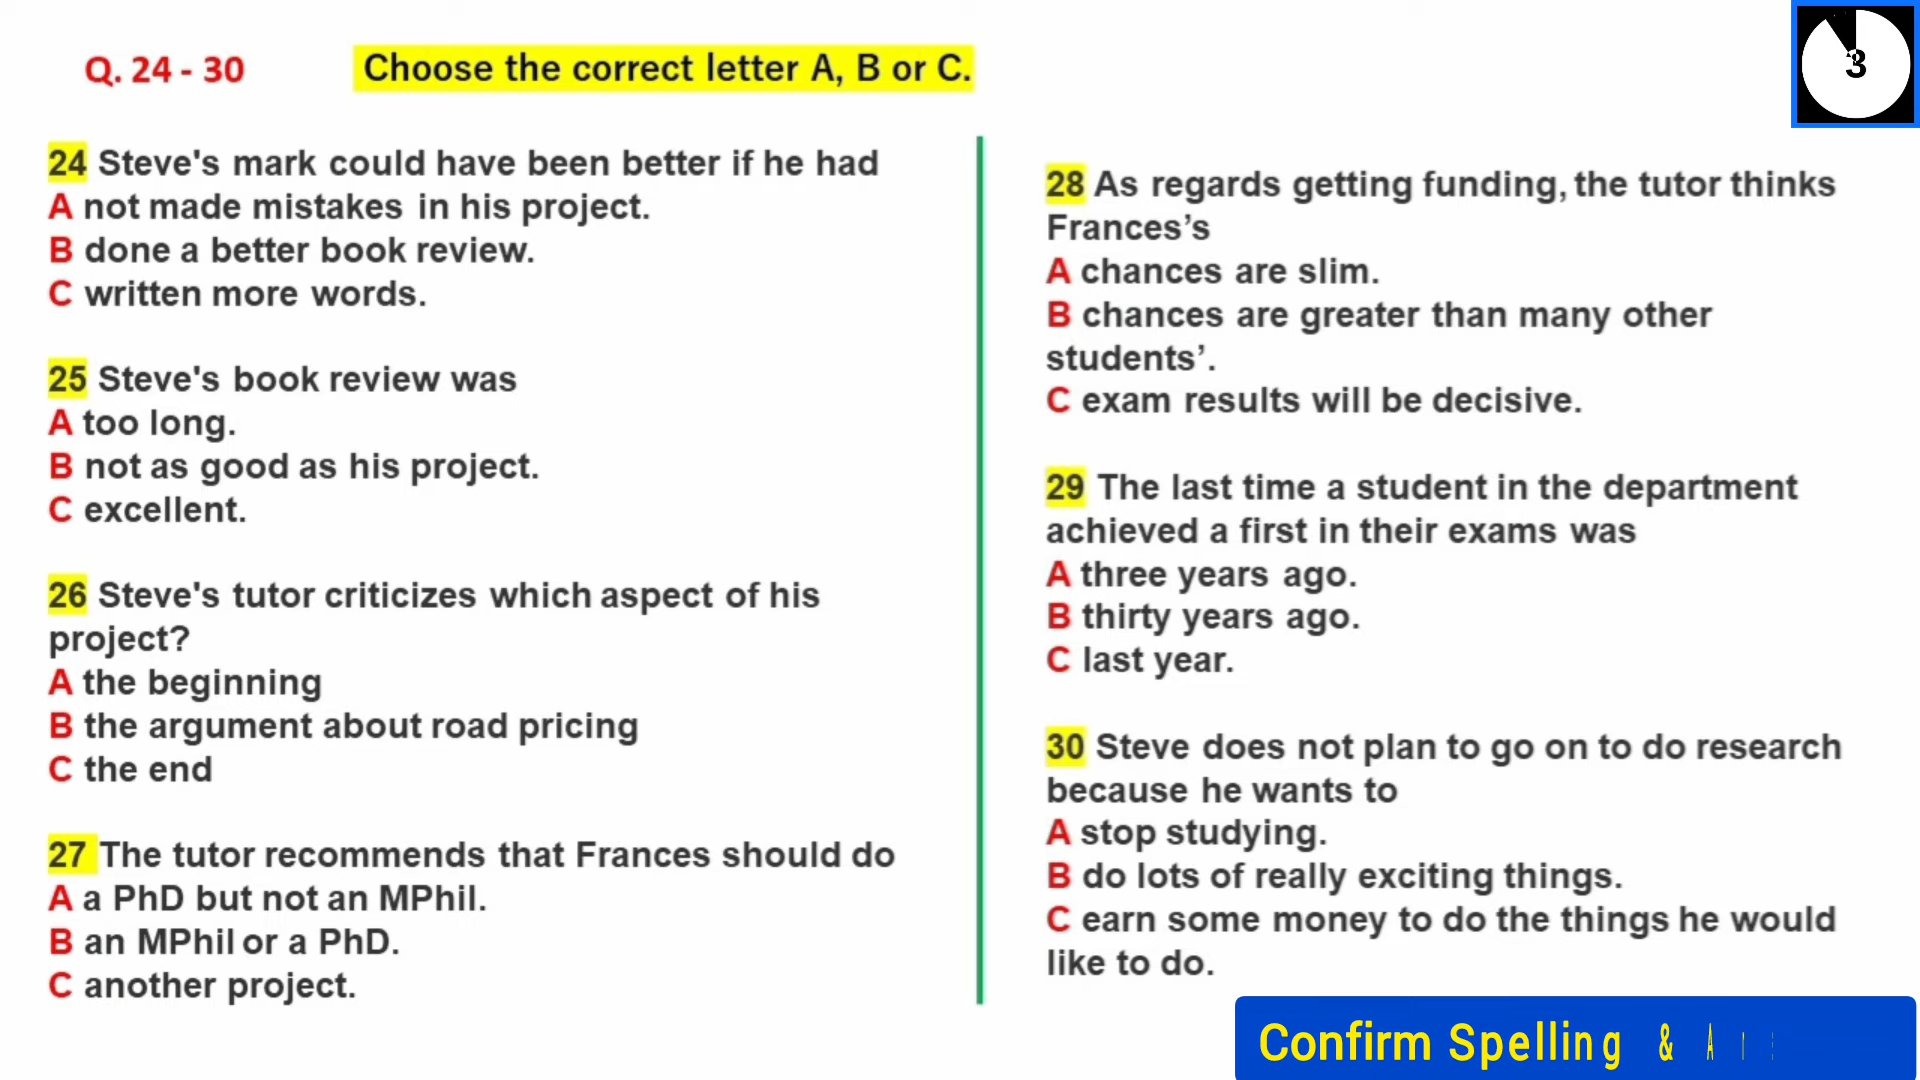 Q. 24 - 30
Choose the correct letter A, B or C.
3
24 Steve's mark could have been better if he had
A not made mistakes in his project.
B done a better book review.
C written more words.
25 Steve's book review was
A too long.
B not as good as his project.
C excellent.
26 Steve's tutor criticizes which aspect of his
project?
A the beginning
B the argument about road pricing
C the end
27 The tutor recommends that Frances should do
A a PhD but not an MPhil.
B an MPhil or a PhD.
C another project.
28 As regards getting funding, the tutor thinks
Frances’s
A chances are slim.
B chances are greater than many other
students’.
C exam results will be decisive.
29 The last time a student in the department
achieved a first in their exams was
A three years ago.
B thirty years ago.
C last year.
30 Steve does not plan to go on to do research
because he wants to
A stop studying.
B do lots of really exciting things.
C earn some money to do the things he would
like to do.
Confirm Spelling &